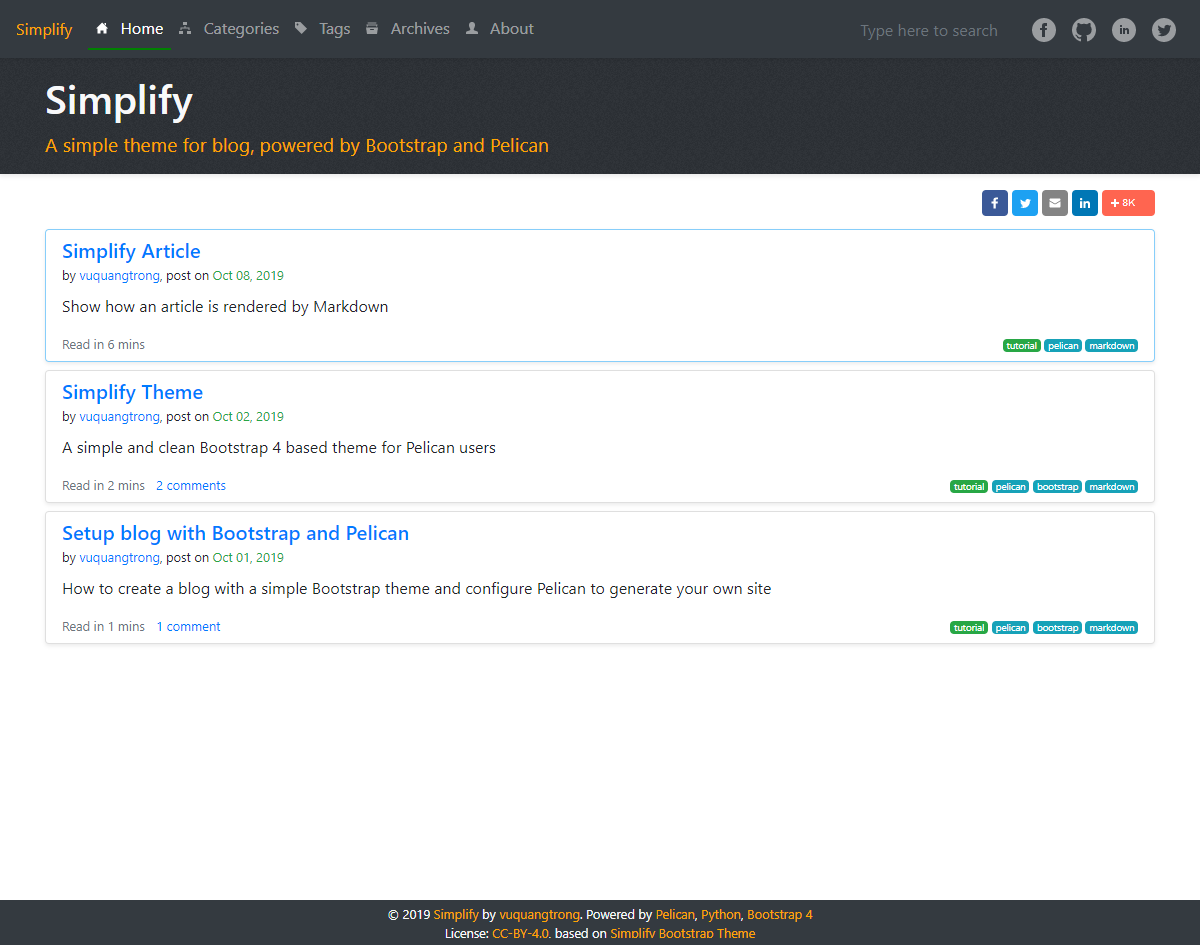 Simplify Home Categories Tags Archives About Type here to search
Simplify
A simple theme for blog, powered by Bootstrap and Pelican
8K
Simplify Article
by vuquangtrong, post on Oct 08, 2019
Show how an article is rendered by Markdown
Read in 6 mins tutorial pelican markdown
Simplify Theme
by vuquangtrong, post on Oct 02, 2019
A simple and clean Bootstrap 4 based theme for Pelican users
Read in 2 mins 2 comments tutorial pelican bootstrap markdown
Setup blog with Bootstrap and Pelican
by vuquangtrong, post on Oct 01, 2019
How to create a blog with a simple Bootstrap theme and configure Pelican to generate your own site
Read in 1 mins 1 comment tutorial pelican bootstrap markdown
© 2019 Simplify by vuquangtrong. Powered by Pelican, Python, Bootstrap 4
License: CC-BY-4.0. based on Simplify Bootstrap Theme